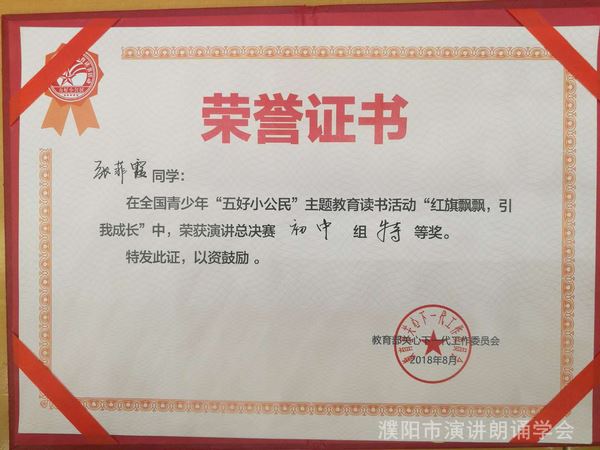 荣誉证书
张菲霞同学：
在全国青少年“五好小公民”主题教育读书活动“红旗飘飘，引
我成长”中，荣获演讲总决赛 初中 组 特 等奖。
特发此证，以资鼓励。
教育部关心下一代工作委员会
2018年8月
濮阳市演讲朗诵学会